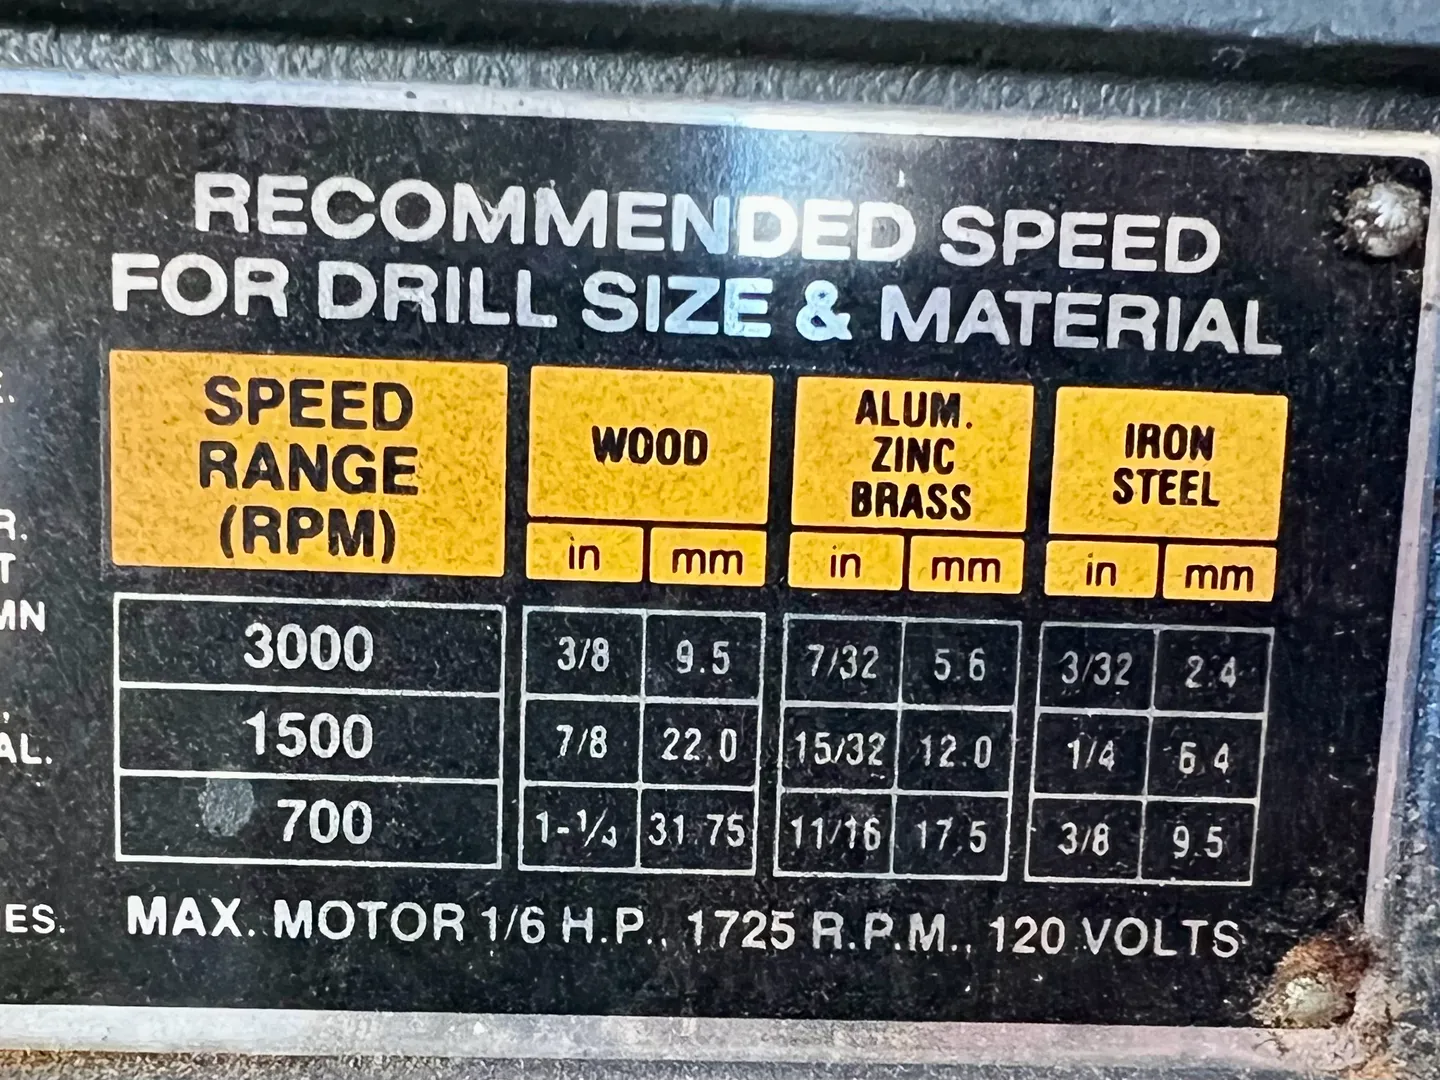 RECOMMENDED SPEED
FOR DRILL SIZE & MATERIAL
SPEED
RANGE
(RPM)
WOOD
in mm
ALUM.
ZINC
BRASS
in mm
IRON
STEEL
in mm
3000 3/8 9.5 7/32 5.6 3/32 2.4
1500 7/8 22.0 15/32 12.0 1/4 6.4
700 1-1/4 31.75 11/16 17.5 3/8 9.5
MAX. MOTOR 1/6 H.P., 1725 R.P.M., 120 VOLTS
E.
R.
T
MN
,
AL.
ES.